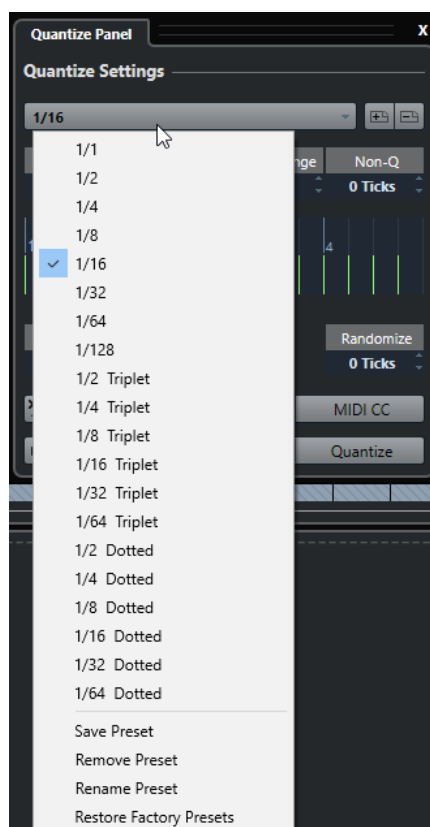 Quantize Panel
X
Quantize Settings
1/16
1/1
1/2
1/4
1/8
1/16
1/32
1/64
1/128
1/2 Triplet
1/4 Triplet
1/8 Triplet
1/16 Triplet
1/32 Triplet
1/64 Triplet
1/2 Dotted
1/4 Dotted
1/8 Dotted
1/16 Dotted
1/32 Dotted
1/64 Dotted
Save Preset
Remove Preset
Rename Preset
Restore Factory Presets
Non-Q
0 Ticks
4
Randomize
0 Ticks
MIDI CC
Quantize